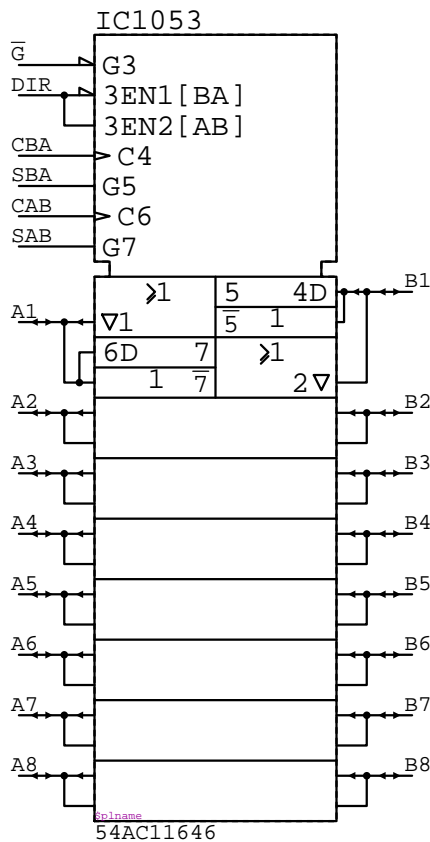 IC1053
G̅ G3
DIR 3EN1[BA]
3EN2[AB]
CBA C4
SBA G5
CAB C6
SAB G7
≥1 5 4D B1
A1 ▽1 5̅ 1
6D 7 ≥1
1 7̅ 2▽
A2 B2
A3 B3
A4 B4
A5 B5
A6 B6
A7 B7
A8 B8
Splname
54AC11646